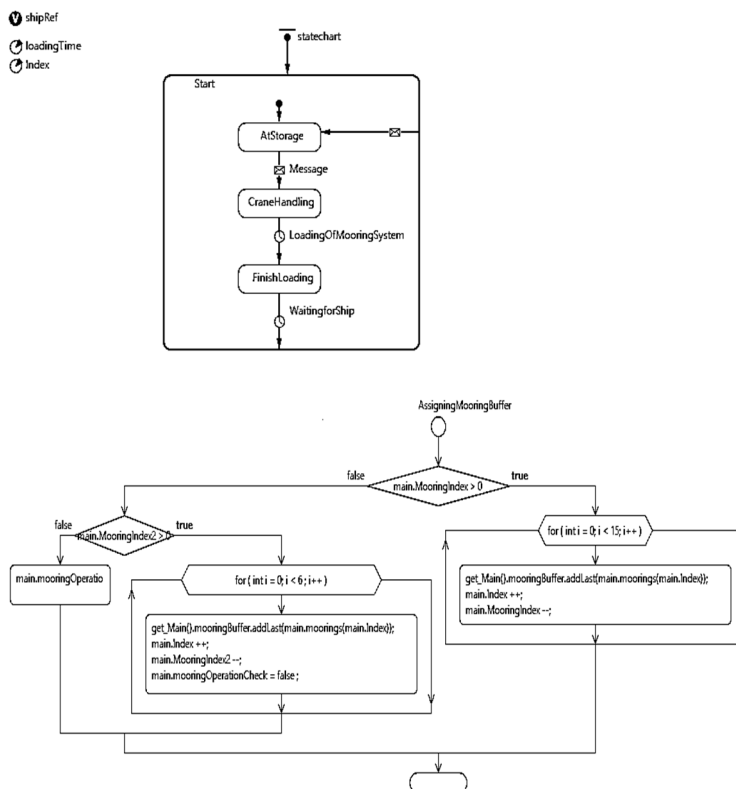 shipRef
loadingTime
Index
statechart
Start
AtStorage
Message
CraneHandling
LoadingOfMooringSystem
FinishLoading
WaitingforShip
AssigningMooringBuffer
false
main.MooringIndex > 0
true
false
main.MooringIndex2 > 0
true
for ( int i = 0; i < 15; i++ )
main.mooringOperatio
for ( int i = 0; i < 6 ; i++ )
get_Main().mooringBuffer.addLast(main.moorings(main.Index));
main.Index ++;
main.MooringIndex --;
get_Main().mooringBuffer.addLast(main.moorings(main.Index));
main.Index ++;
main.MooringIndex2 --;
main.mooringOperationCheck = false ;